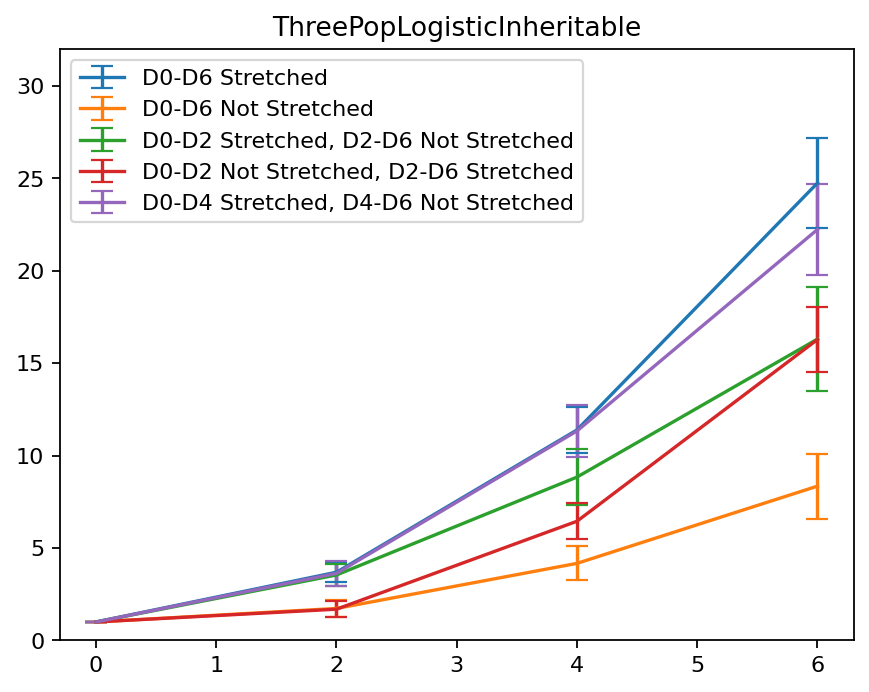 ThreePopLogisticInheritable
D0-D6 Stretched
D0-D6 Not Stretched
D0-D2 Stretched, D2-D6 Not Stretched
D0-D2 Not Stretched, D2-D6 Stretched
D0-D4 Stretched, D4-D6 Not Stretched
30
25
20
15
10
5
0
0 1 2 3 4 5 6